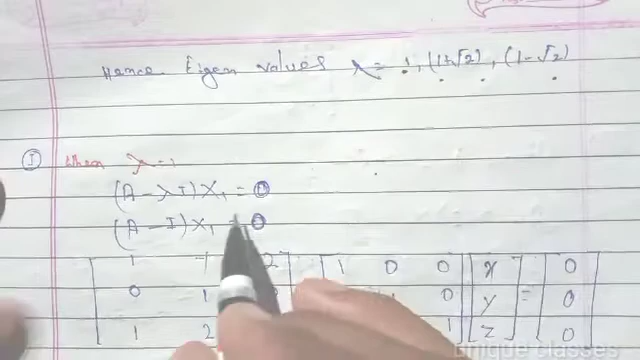 Hence Eigen values λ = 1, (1+√2), (1-√2)
I when λ = 1
(A - λI) X₁ = 0
(A - I) X₁ = 0
1 -1 2 1 0 0 x 0
0 1 0 y = 0
1 2 1 z 0
Unique Classes